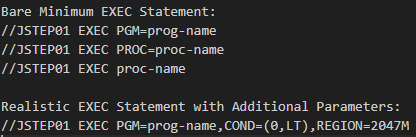 Bare Minimum EXEC Statement:
//JSTEP01 EXEC PGM=prog-name
//JSTEP01 EXEC PROC=proc-name
//JSTEP01 EXEC proc-name
Realistic EXEC Statement with Additional Parameters:
//JSTEP01 EXEC PGM=prog-name,COND=(0,LT),REGION=2047M